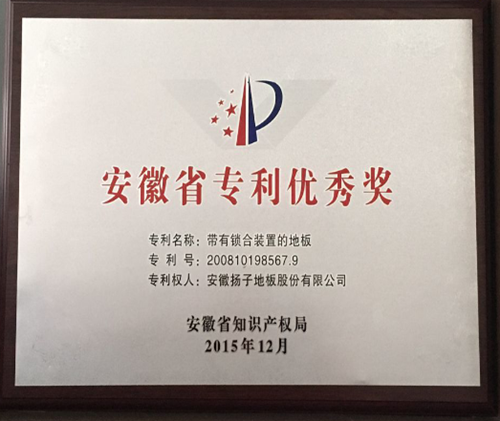 安徽省专利优秀奖
专利名称：带有锁合装置的地板
专 利 号：200810198567.9
专利权人：安徽扬子地板股份有限公司
安徽省知识产权局
2015年12月